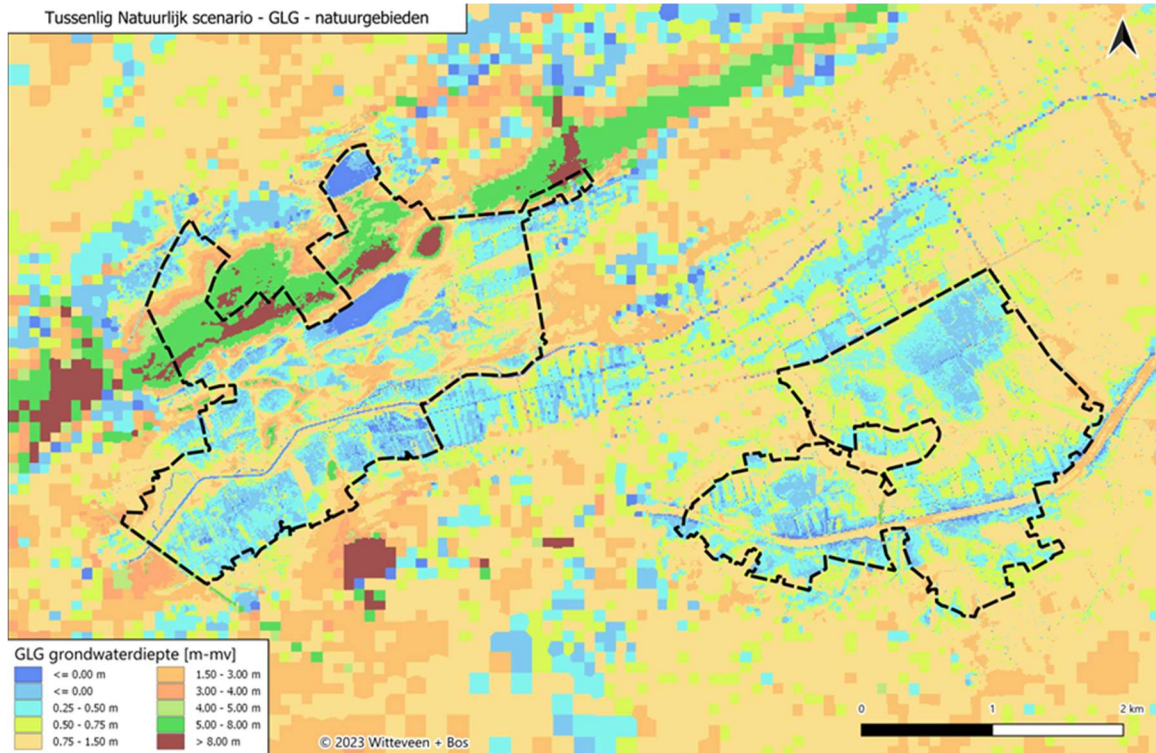 Tussenlig Natuurlijk scenario - GLG - natuurgebieden
GLG grondwaterdiepte [m-mv]
<= 0.00 m
<= 0.00
0.25 - 0.50 m
0.50 - 0.75 m
0.75 - 1.50 m
1.50 - 3.00 m
3.00 - 4.00 m
4.00 - 5.00 m
5.00 - 8.00 m
> 8.00 m
© 2023 Witteveen + Bos
0 1 2 km